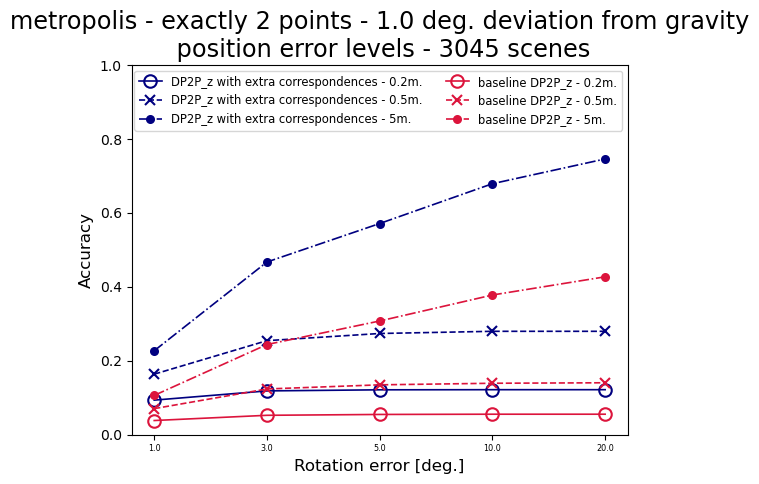 metropolis - exactly 2 points - 1.0 deg. deviation from gravity
position error levels - 3045 scenes
DP2P_z with extra correspondences - 0.2m.
DP2P_z with extra correspondences - 0.5m.
DP2P_z with extra correspondences - 5m.
baseline DP2P_z - 0.2m.
baseline DP2P_z - 0.5m.
baseline DP2P_z - 5m.
1.0
0.8
0.6
0.4
0.2
0.0
Accuracy
1.0 3.0 5.0 10.0 20.0
Rotation error [deg.]